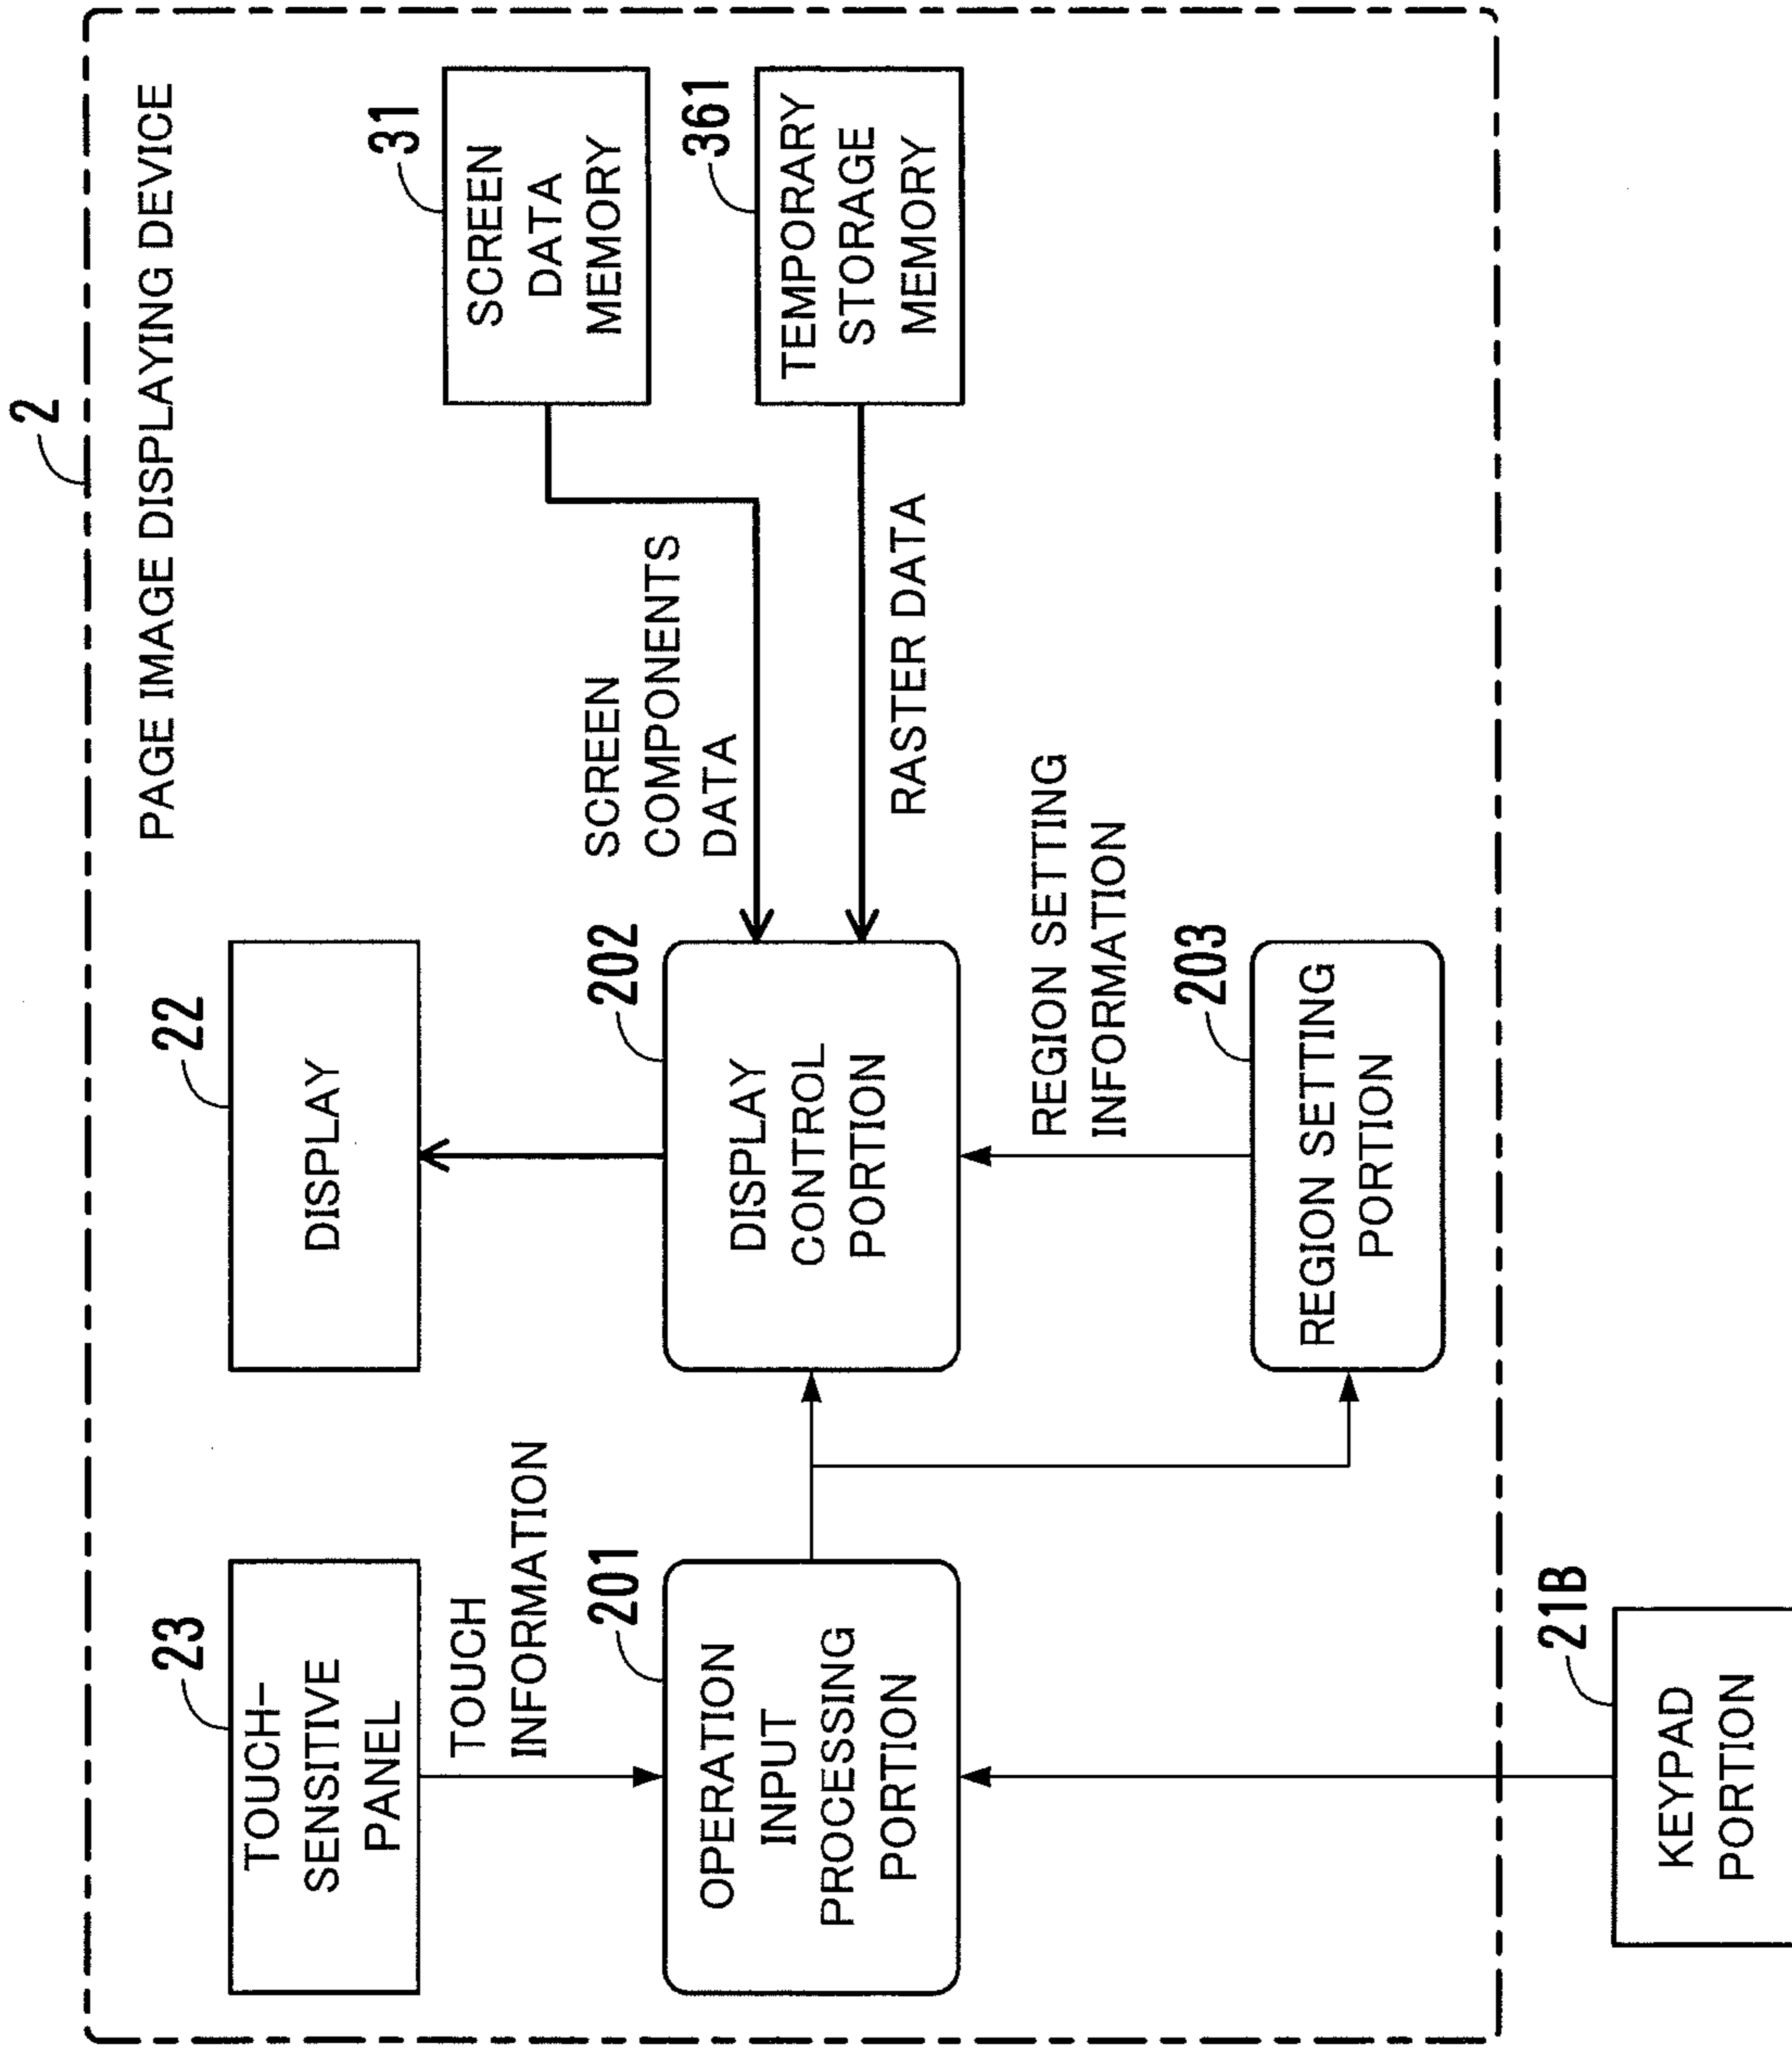 2
PAGE IMAGE DISPLAYING DEVICE
23
TOUCH-
SENSITIVE
PANEL
22
DISPLAY
31
SCREEN
DATA
MEMORY
TOUCH
INFORMATION
SCREEN
COMPONENTS
DATA
201
OPERATION
INPUT
PROCESSING
PORTION
202
DISPLAY
CONTROL
PORTION
361
TEMPORARY
STORAGE
MEMORY
RASTER DATA
REGION SETTING
INFORMATION
203
REGION SETTING
PORTION
21B
KEYPAD
PORTION